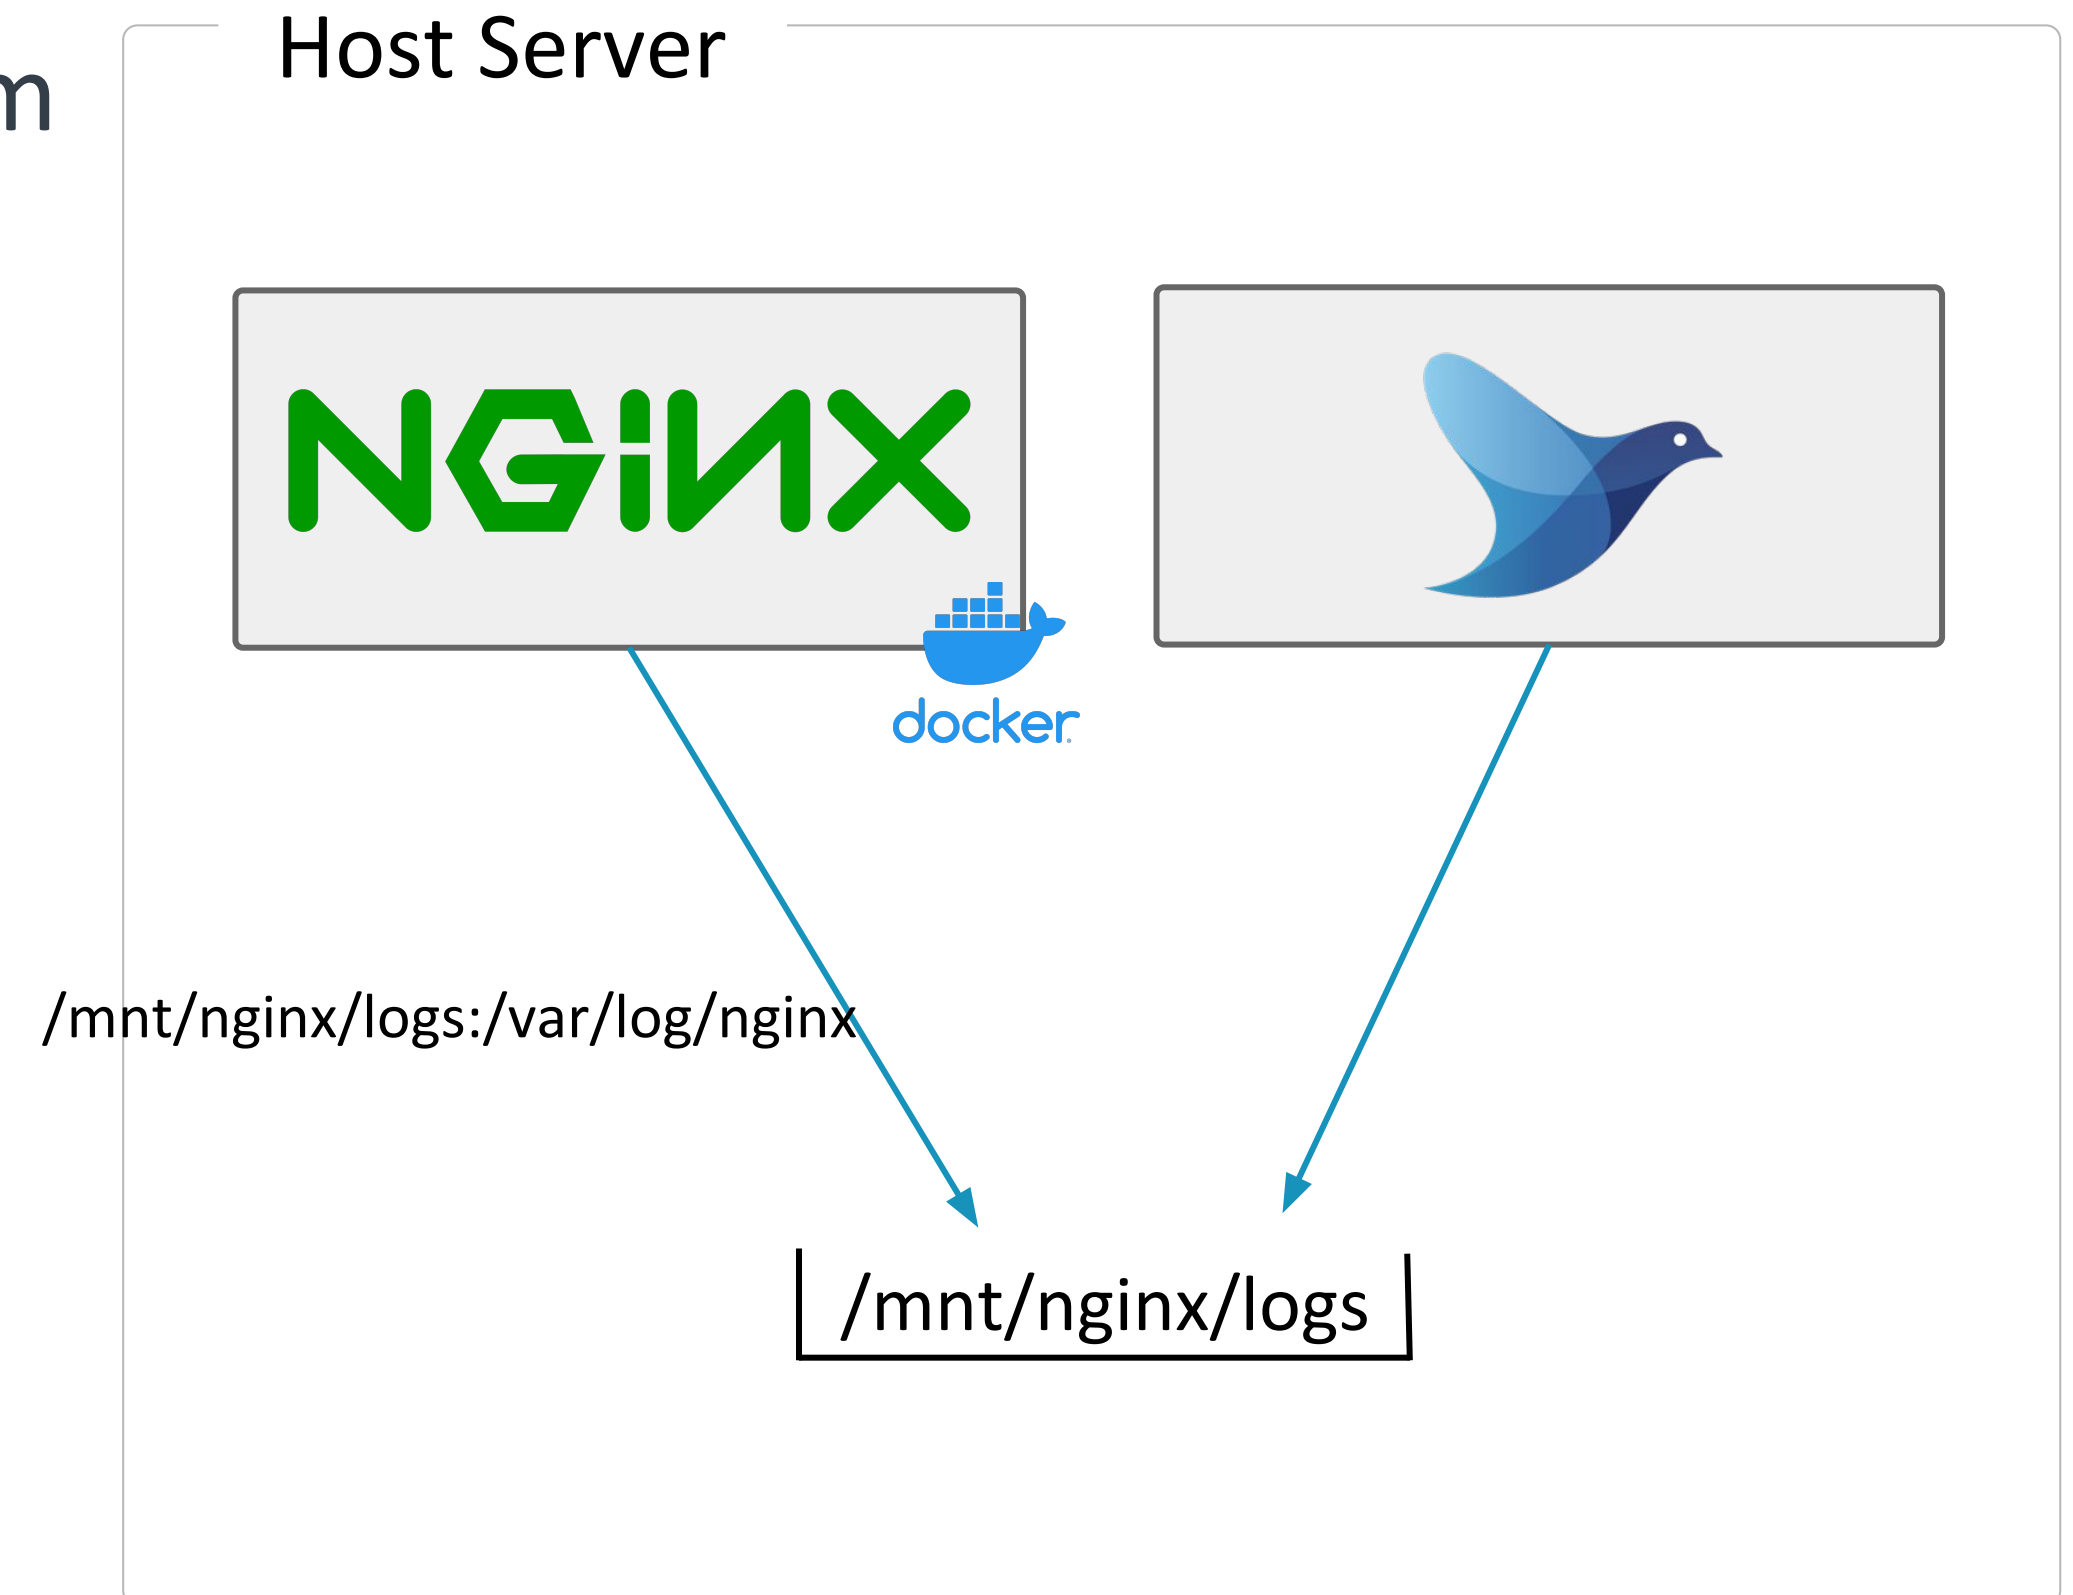 Host Server
m
NGiNX
docker
/mnt/nginx/logs:/var/log/nginx
/mnt/nginx/logs